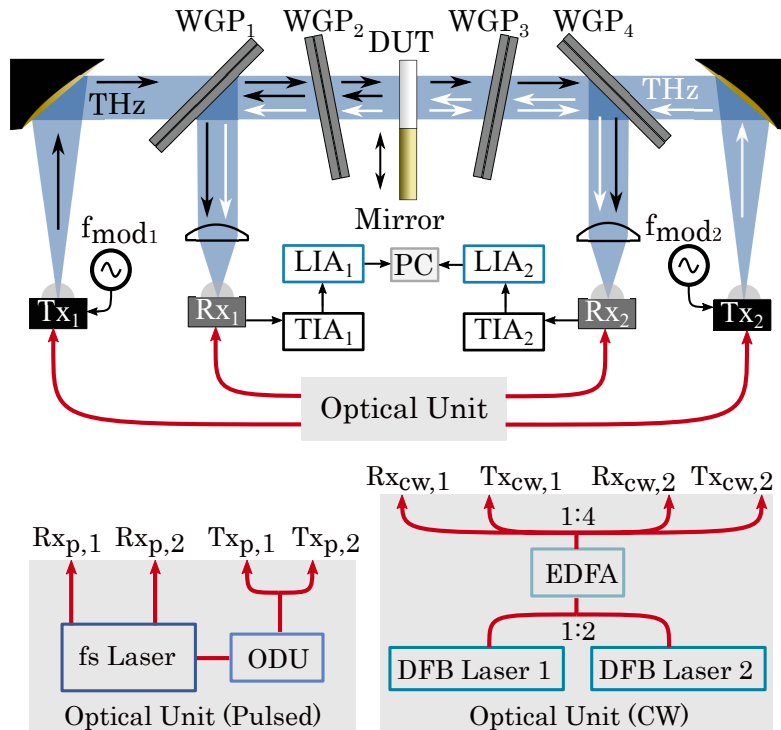 WGP1 WGP2 DUT WGP3 WGP4
THz THz
Mirror
fmod1 fmod2
LIA1 PC LIA2
Tx1 Rx1 TIA1 TIA2 Rx2 Tx2
Optical Unit
Rxcw,1 Txcw,1 Rxcw,2 Txcw,2
1:4
Rxp,1 Rxp,2 Txp,1 Txp,2
EDFA
1:2
fs Laser ODU
DFB Laser 1 DFB Laser 2
Optical Unit (Pulsed) Optical Unit (CW)